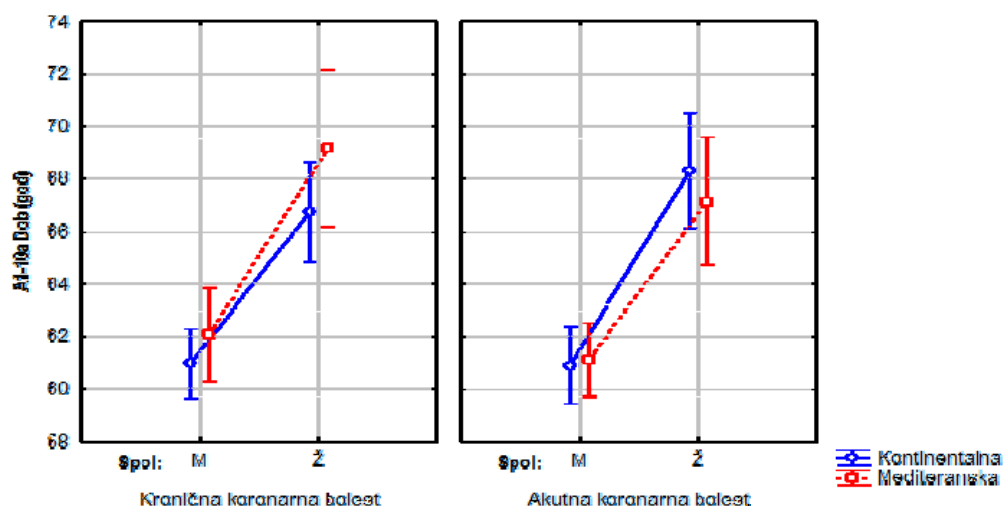 74
72
70
68
66
64
62
60
58
Dob(god)
Spol: M Ž
Kronična koronarna bolest
Spol: M Ž
Akutna koronarna bolest
Kontinentalna
Mediteranska